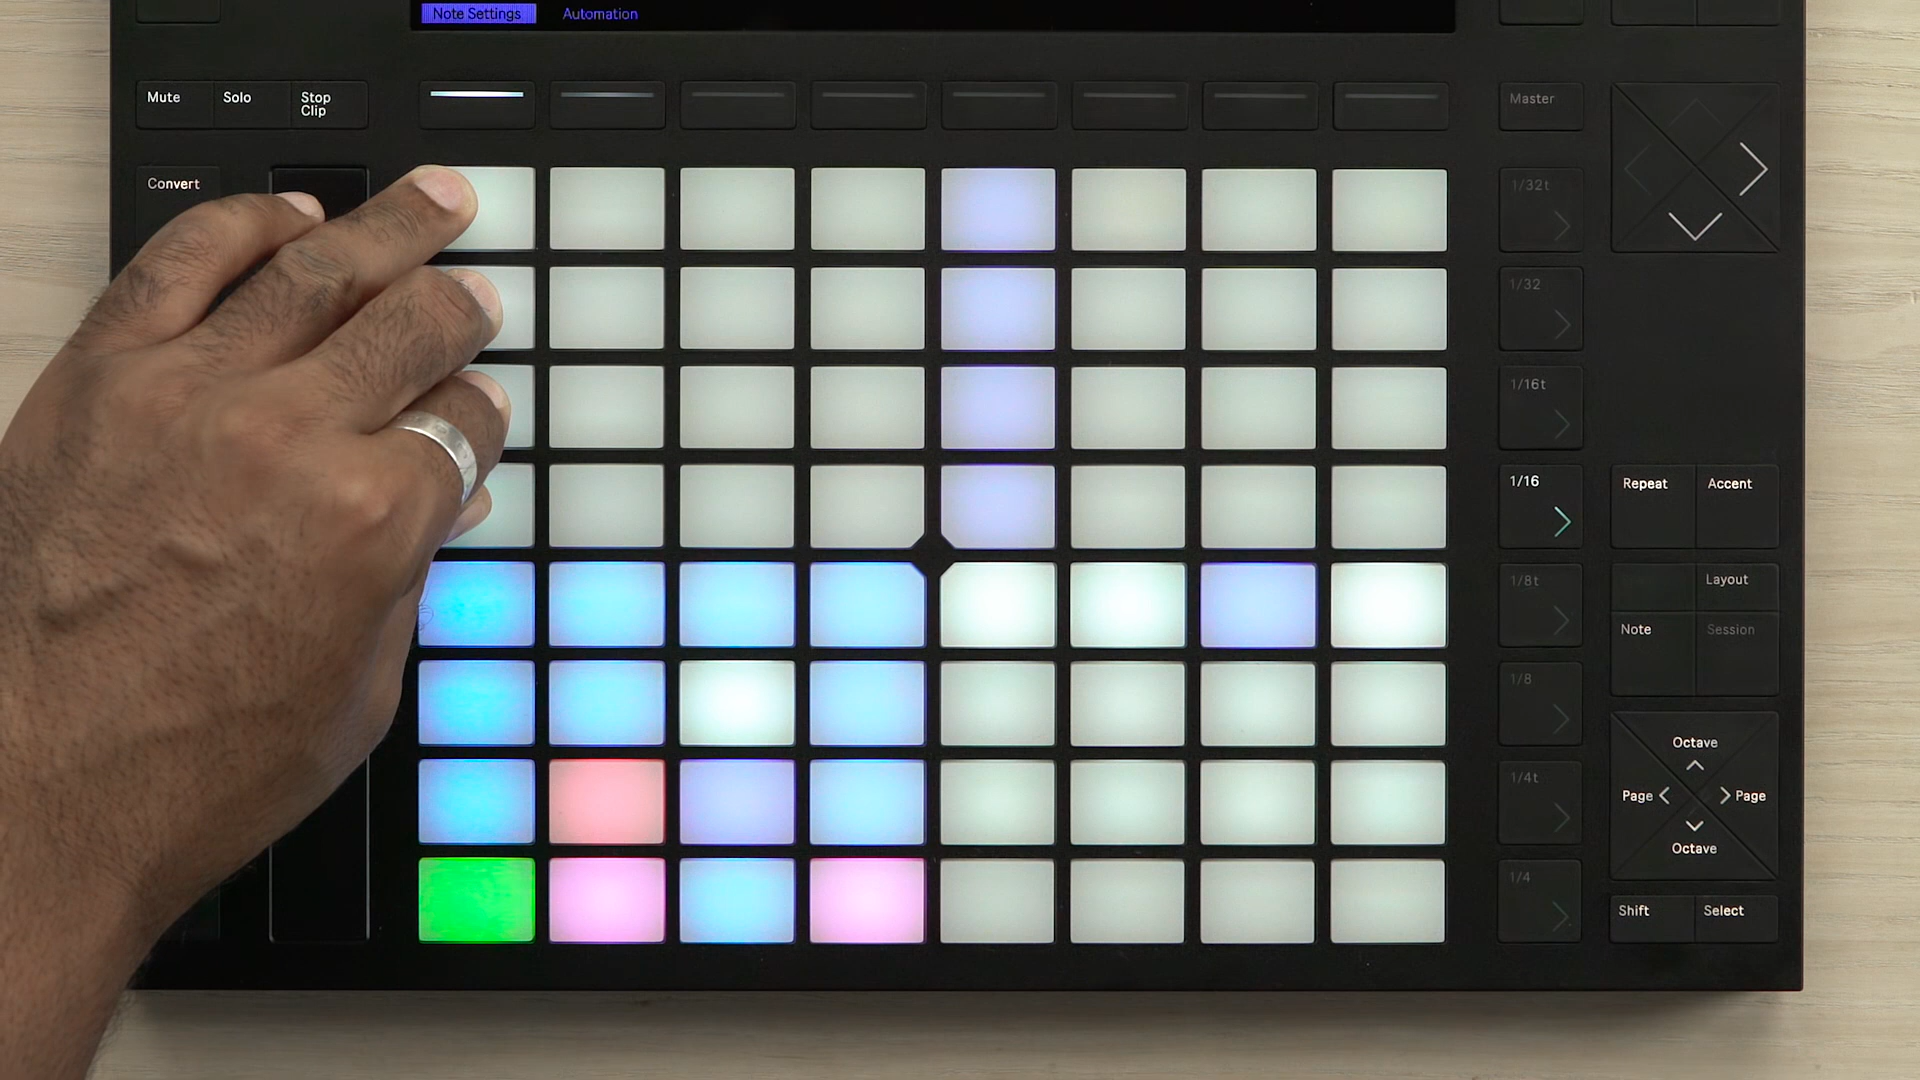 Note Settings Automation
Mute Solo Stop Clip
Master
Convert
1/32t
1/32
1/16t
1/16
Repeat Accent
1/8t
Layout
Note Session
1/8
Octave
1/4t
Page Page
Octave
1/4
Shift Select